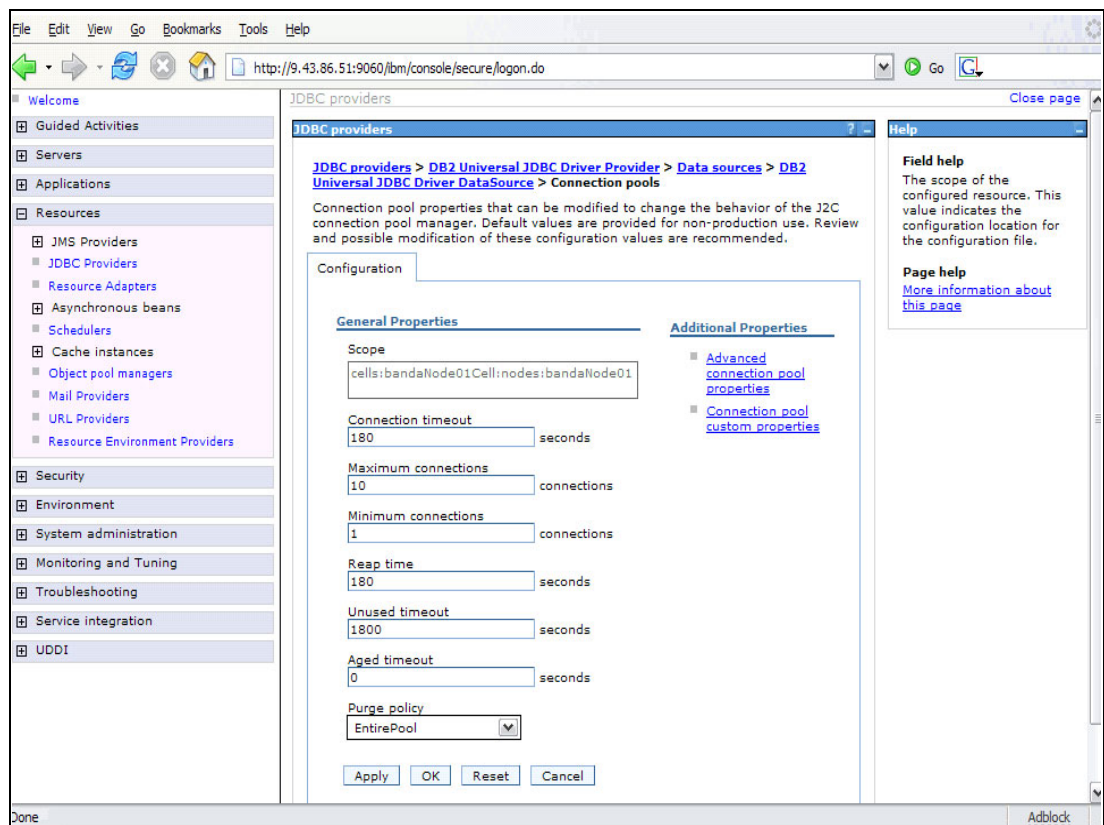 File Edit View Go Bookmarks Tools Help
http://9.43.86.51:9060/ibm/console/secure/logon.do
Go
G
Welcome
Guided Activities
Servers
Applications
Resources
JMS Providers
JDBC Providers
Resource Adapters
Asynchronous beans
Schedulers
Cache instances
Object pool managers
Mail Providers
URL Providers
Resource Environment Providers
Security
Environment
System administration
Monitoring and Tuning
Troubleshooting
Service integration
UDDI
JDBC providers
Close page
JDBC providers
? -
JDBC providers > DB2 Universal JDBC Driver Provider > Data sources > DB2
Universal JDBC Driver DataSource > Connection pools
Connection pool properties that can be modified to change the behavior of the J2C
connection pool manager. Default values are provided for non-production use. Review
and possible modification of these configuration values are recommended.
Configuration
General Properties
Scope
cells:bandaNode01Cell:nodes:bandaNode01
Connection timeout
180 seconds
Maximum connections
10 connections
Minimum connections
1 connections
Reap time
180 seconds
Unused timeout
1800 seconds
Aged timeout
0 seconds
Purge policy
EntirePool
Apply OK Reset Cancel
Additional Properties
Advanced
connection pool
properties
Connection pool
custom properties
Help
-
Field help
The scope of the
configured resource. This
value indicates the
configuration location for
the configuration file.
Page help
More information about
this page
Done
Adblock